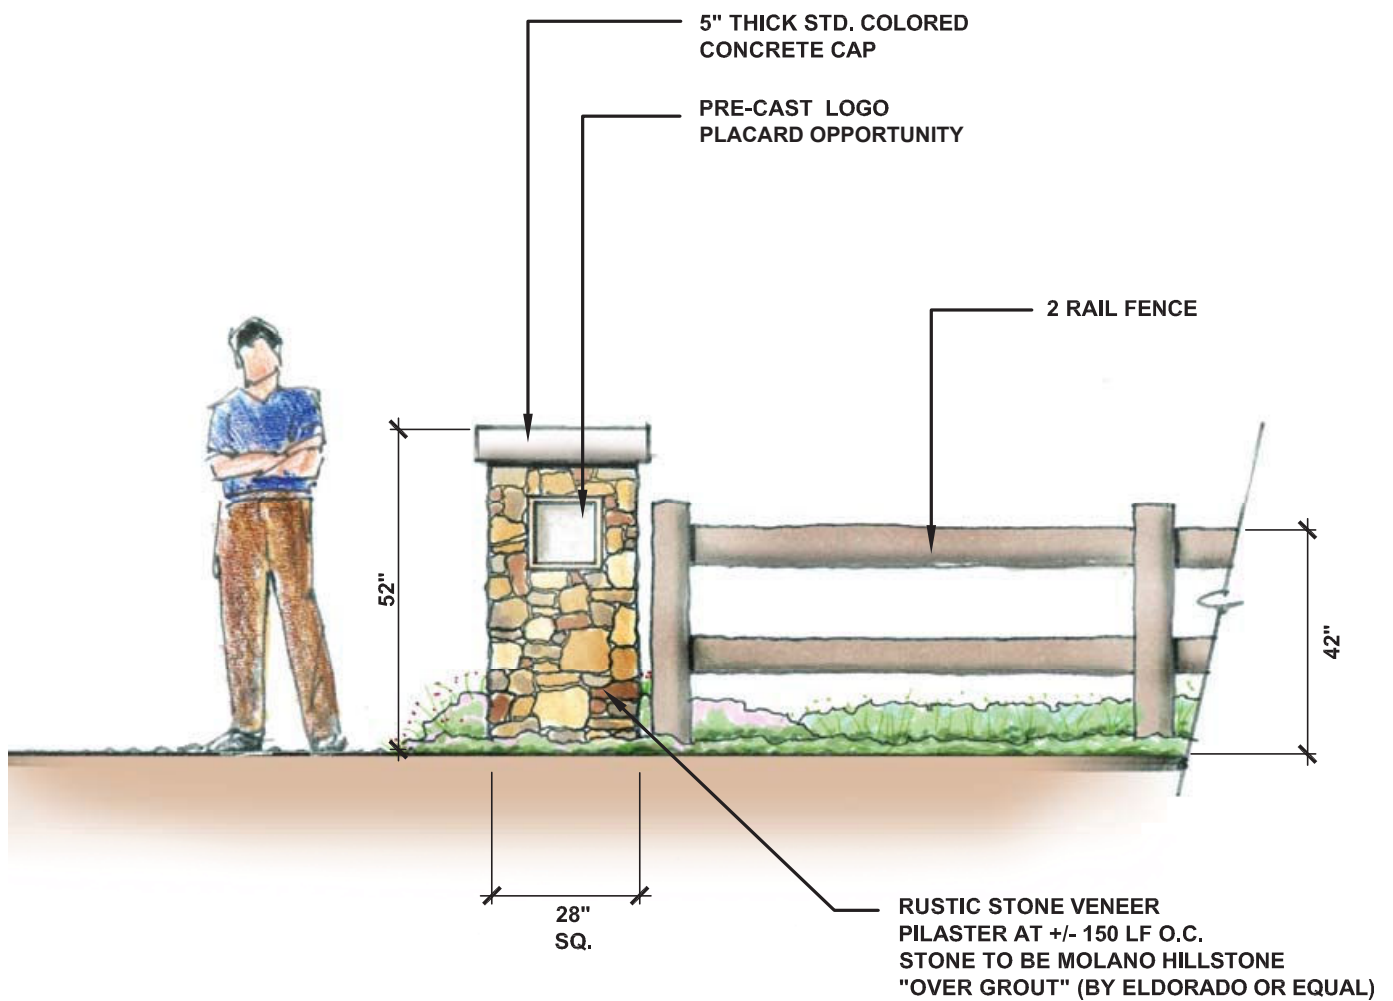 5" THICK STD. COLORED
CONCRETE CAP
PRE-CAST LOGO
PLACARD OPPORTUNITY
2 RAIL FENCE
52"
42"
28"
SQ.
RUSTIC STONE VENEER
PILASTER AT +/- 150 LF O.C.
STONE TO BE MOLANO HILLSTONE
"OVER GROUT" (BY ELDORADO OR EQUAL)